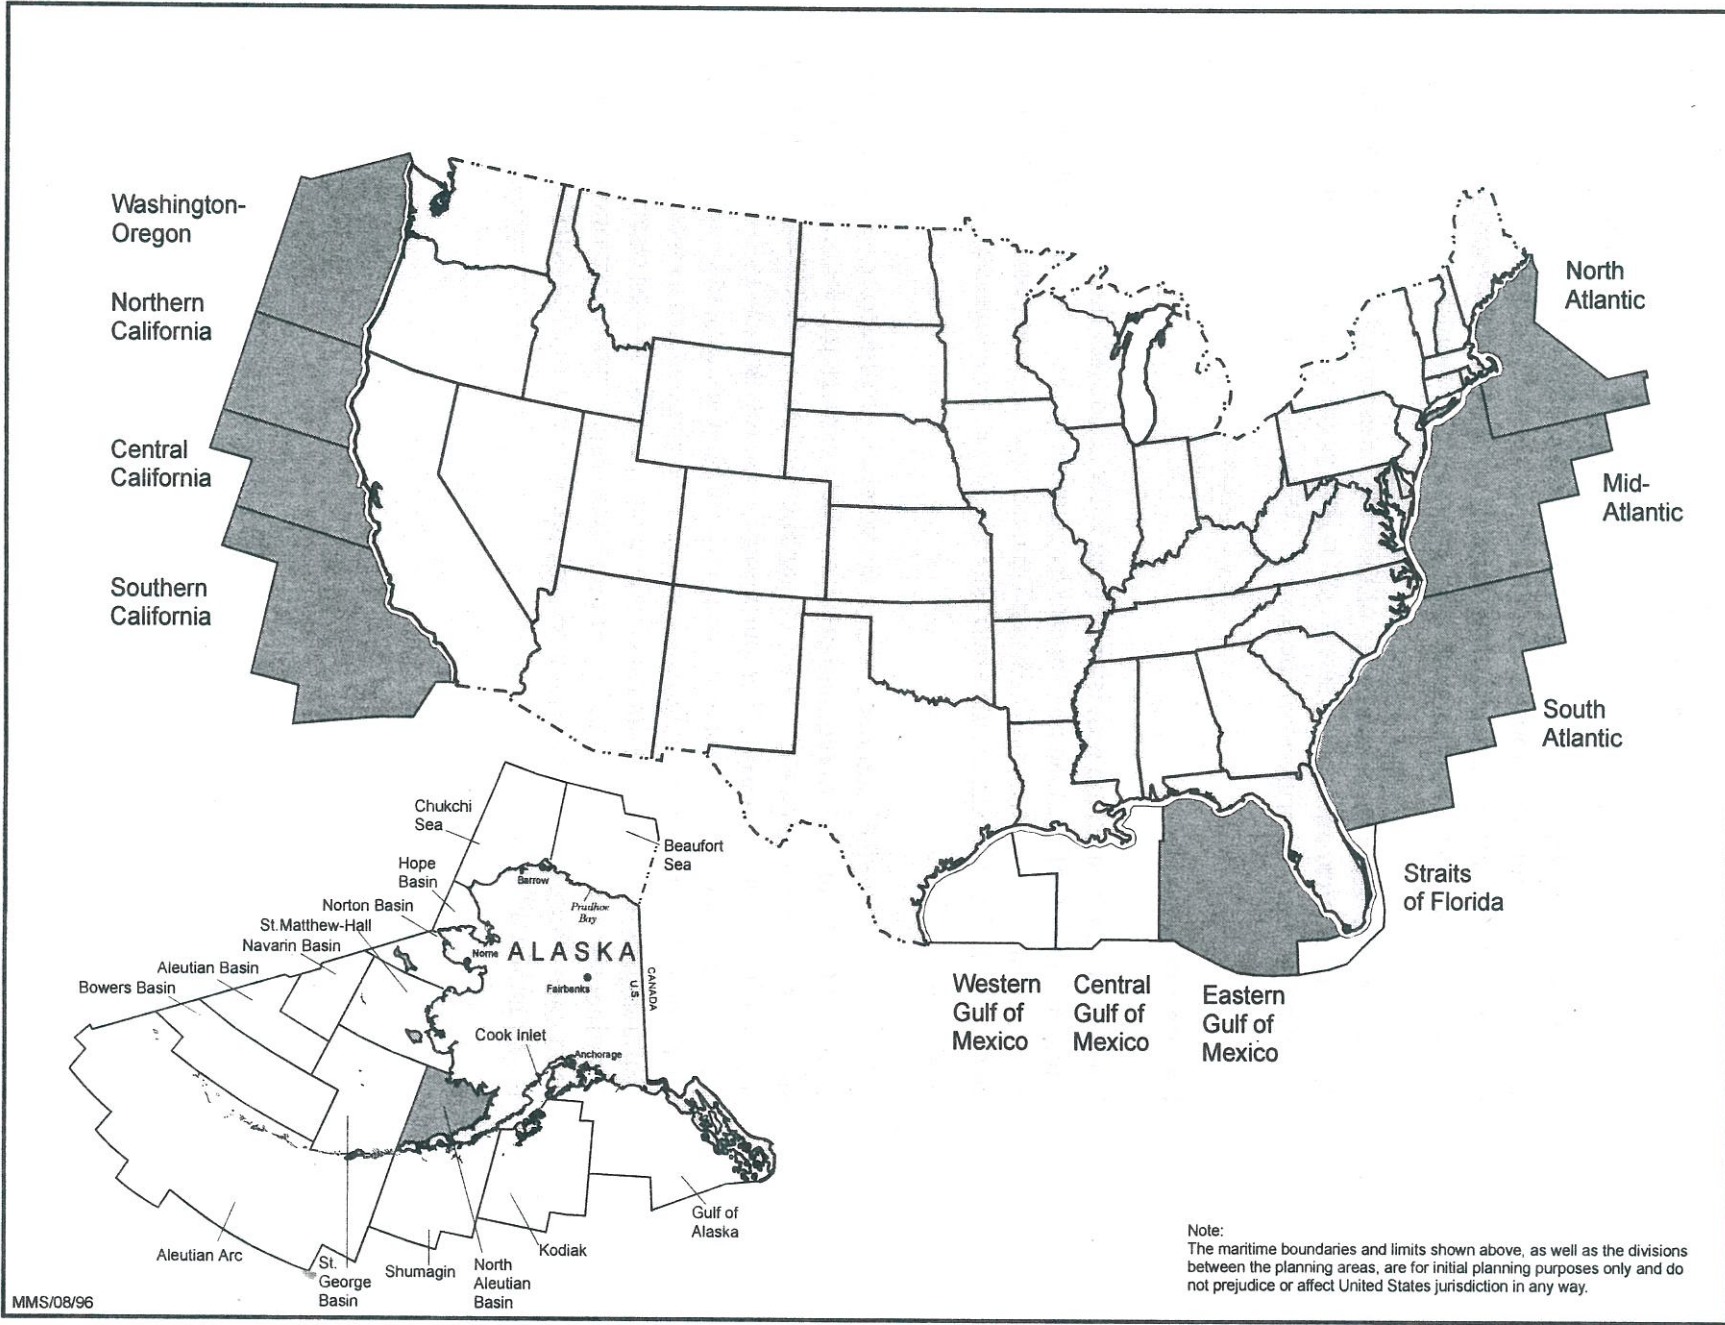 Washington-
Oregon
Northern
California
Central
California
Southern
California
North
Atlantic
Mid-
Atlantic
South
Atlantic
Straits
of Florida
Western
Gulf of
Mexico
Central
Gulf of
Mexico
Eastern
Gulf of
Mexico
Chukchi
Sea
Beaufort
Sea
Hope
Basin
Barrow
Prudhoe
Bay
Norton Basin
St.Matthew-Hall
Navarin Basin
Aleutian Basin
Bowers Basin
Nome
ALASKA
Fairbanks
CANADA
U.S.
Cook Inlet
Anchorage
Gulf of
Alaska
Kodiak
North
Aleutian
Basin
Shumagin
St.
George
Basin
Aleutian Arc
Note:
The maritime boundaries and limits shown above, as well as the divisions
between the planning areas, are for initial planning purposes only and do
not prejudice or affect United States jurisdiction in any way.
MMS/08/96